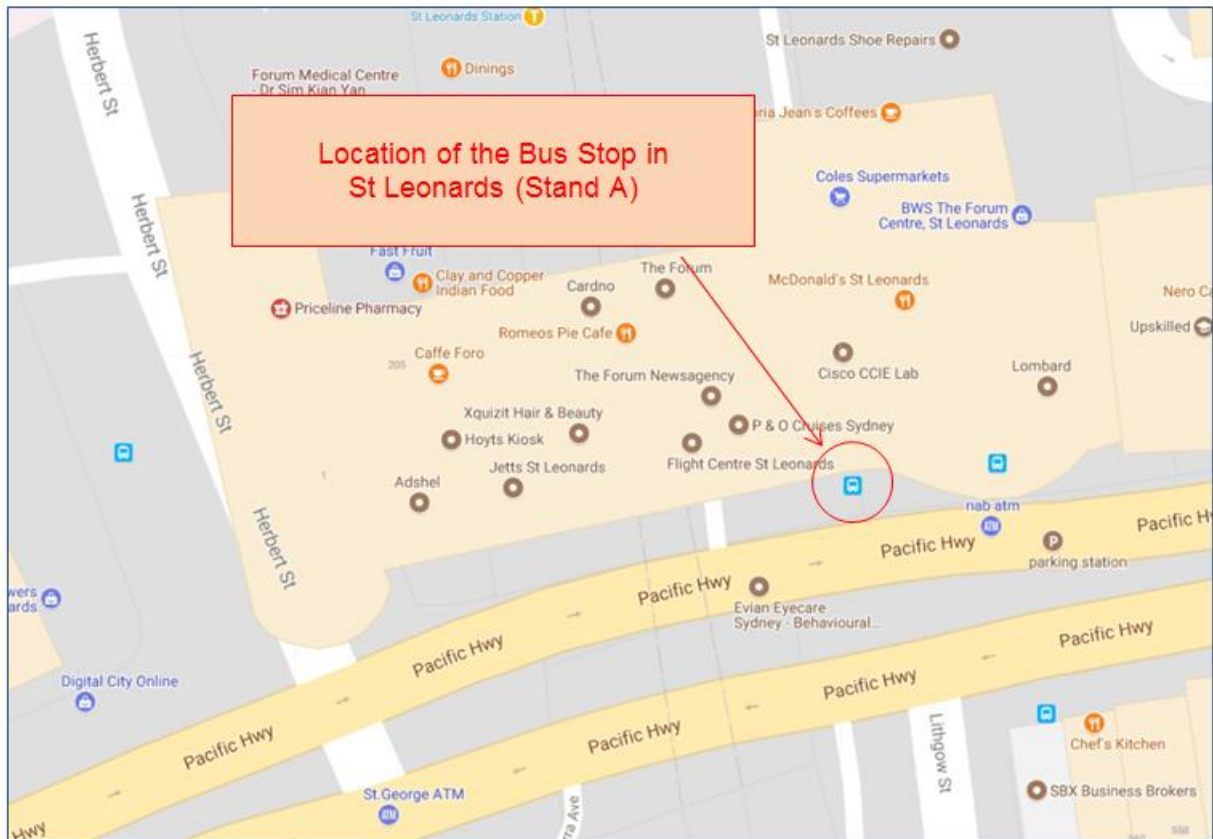 St Leonards Station
St Leonards Shoe Repairs
Herbert St
Dinings
Forum Medical Centre
- Dr Sim Kian Yan
Location of the Bus Stop in
St Leonards (Stand A)
Jean's Coffees
Coles Supermarkets
BWS The Forum
Centre, St Leonards
Herbert St
Fast Fruit
Clay and Copper
Indian Food
Cardno
The Forum
McDonald's St Leonards
Priceline Pharmacy
Nero
Romeos Pie Cafe
Upskilled
Herbert St
205
Caffe Foro
The Forum Newsagency
Cisco CCIE Lab
Lombard
Xquizit Hair & Beauty
P & O Cruises Sydney
Hoyts Kiosk
Jetts St Leonards
Flight Centre St Leonards
1
Adshel
nab atm
ATM
Herbert St
Pacific Hwy
Pacific Hwy
P
parking station
Pacific Hwy
Evian Eyecare
Sydney - Behavioural...
Pacific Hwy
Pacific Hwy
Digital City Online
Pacific Hwy
Pacific Hwy
Pacific Hwy
Lithgow St
Chef's Kitchen
St.George ATM
ATM
SBX Business Brokers
Ave
Hwy